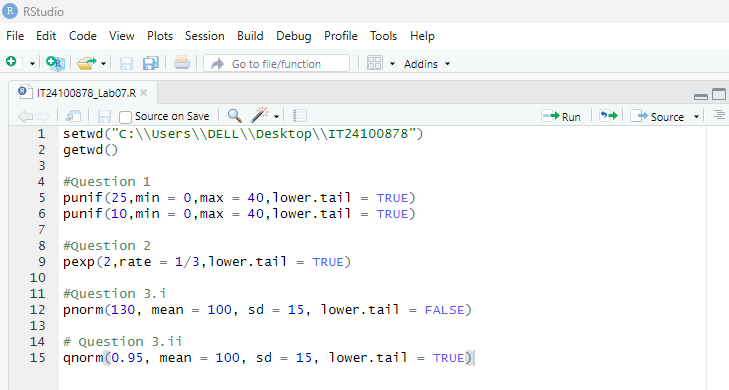 RStudio
File Edit Code View Plots Session Build Debug Profile Tools Help
Go to file/function Addins
IT24100878_Lab07.R
Source on Save Run Source
1 setwd("C:\\Users\\DELL\\Desktop\\IT24100878")
2 getwd()
3
4 #Question 1
5 punif(25,min = 0,max = 40,lower.tail = TRUE)
6 punif(10,min = 0,max = 40,lower.tail = TRUE)
7
8 #Question 2
9 pexp(2,rate = 1/3,lower.tail = TRUE)
10
11 #Question 3.i
12 pnorm(130, mean = 100, sd = 15, lower.tail = FALSE)
13
14 # Question 3.ii
15 qnorm(0.95, mean = 100, sd = 15, lower.tail = TRUE)